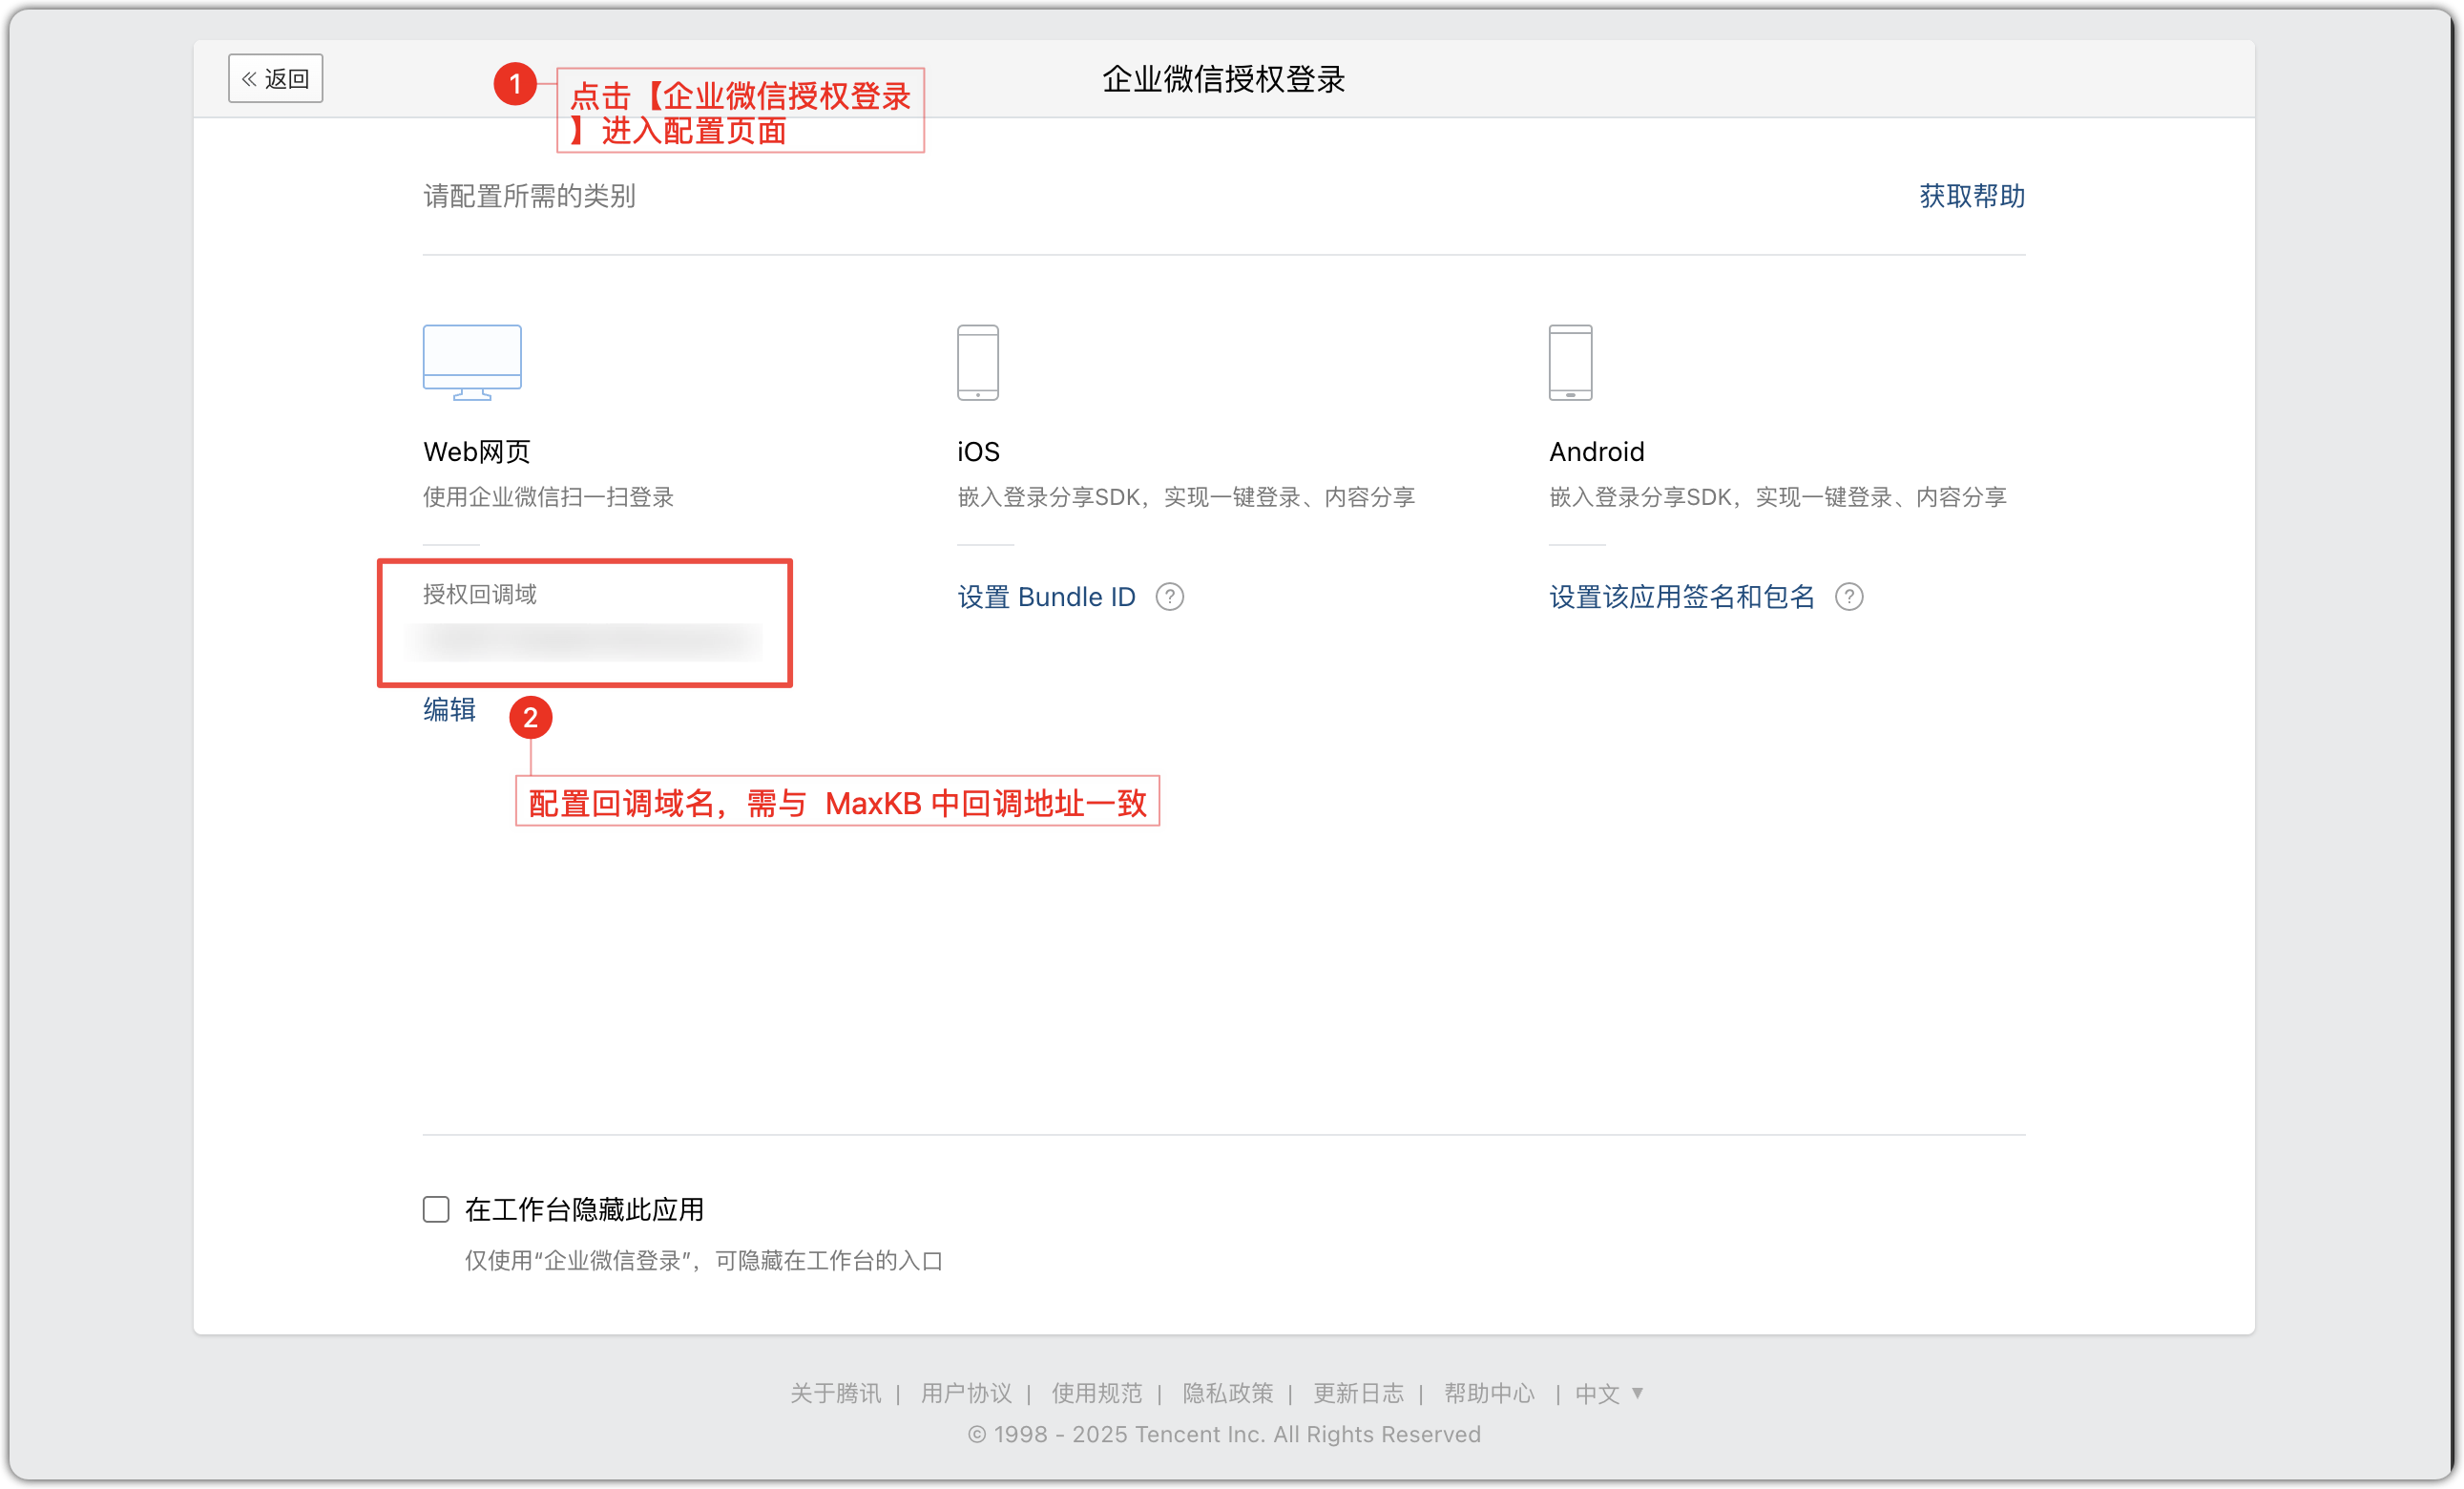 返回
企业微信授权登录
1
点击【企业微信授权登录
】进入配置页面
请配置所需的类别
获取帮助
Web网页
使用企业微信扫一扫登录
授权回调域
编辑
iOS
嵌入登录分享SDK，实现一键登录、内容分享
设置 Bundle ID ?
Android
嵌入登录分享SDK，实现一键登录、内容分享
设置该应用签名和包名 ?
2
配置回调域名，需与 MaxKB 中回调地址一致
在工作台隐藏此应用
仅使用“企业微信登录”，可隐藏在工作台的入口
关于腾讯 | 用户协议 | 使用规范 | 隐私政策 | 更新日志 | 帮助中心 | 中文 ▼
© 1998 - 2025 Tencent Inc. All Rights Reserved